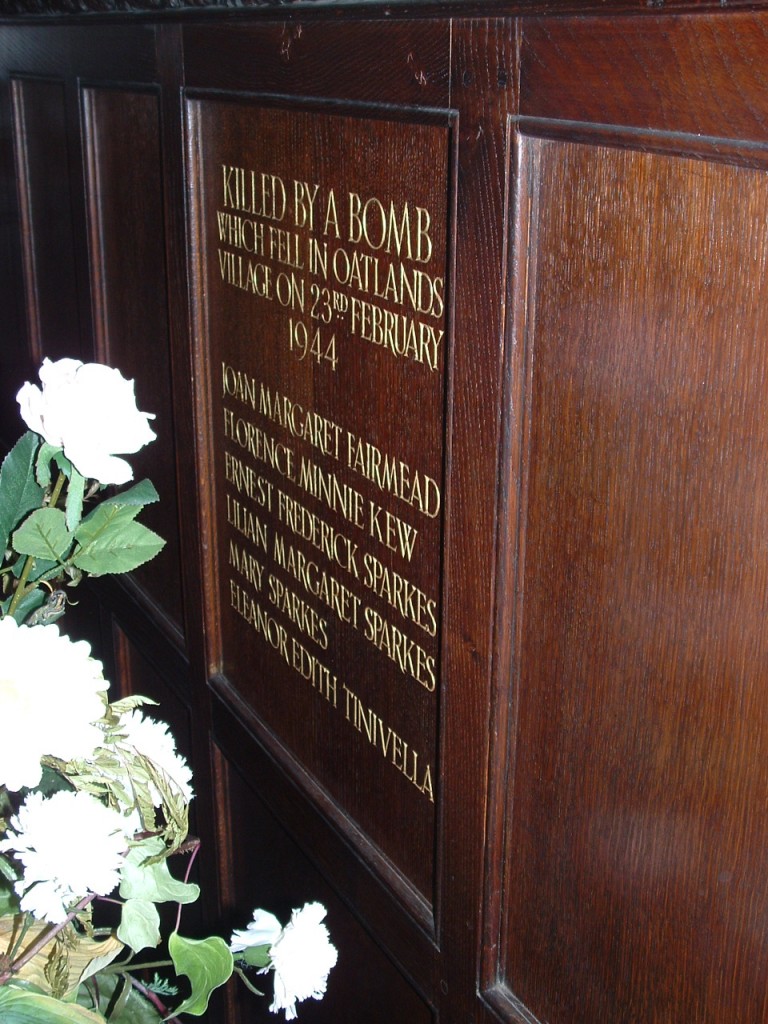 KILLED BY A BOMB
WHICH FELL IN OATLANDS
VILLAGE ON 23RD FEBRUARY
1944
JOAN MARGARET FAIRMEAD
FLORENCE MINNIE KEW
ERNEST FREDERICK SPARKES
LILIAN MARGARET SPARKES
MARY SPARKES
ELEANOR EDITH TINIVELLA